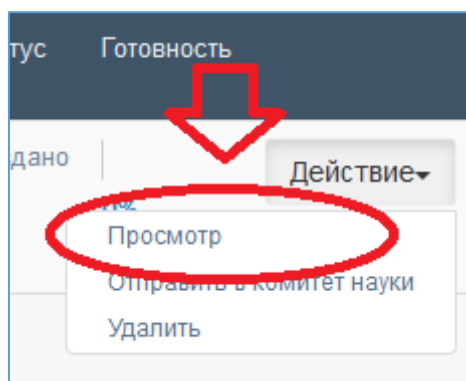 тус Готовность
дано Действие
Просмотр
Отправить в комитет науки
Удалить